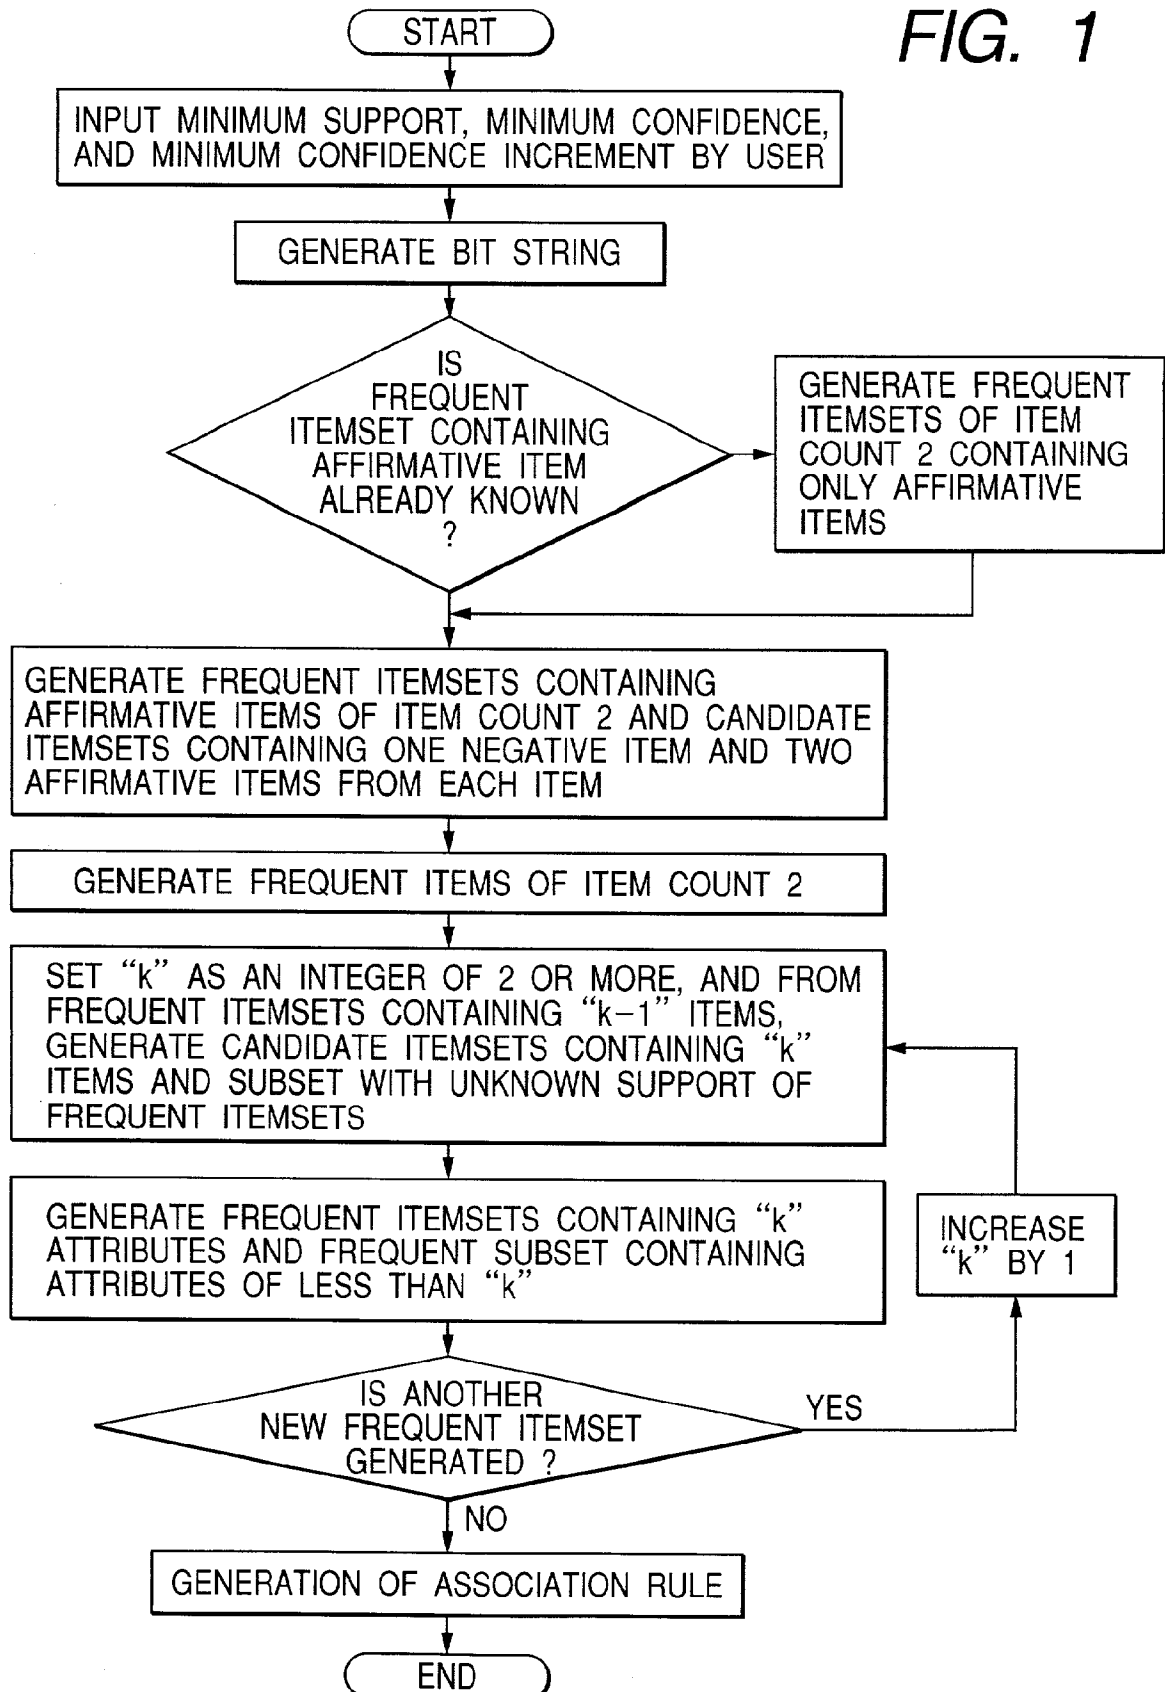 FIG. 1
START
INPUT MINIMUM SUPPORT, MINIMUM CONFIDENCE,
AND MINIMUM CONFIDENCE INCREMENT BY USER
GENERATE BIT STRING
IS
FREQUENT
ITEMSET CONTAINING
AFFIRMATIVE ITEM
ALREADY KNOWN
?
GENERATE FREQUENT
ITEMSETS OF ITEM
COUNT 2 CONTAINING
ONLY AFFIRMATIVE
ITEMS
GENERATE FREQUENT ITEMSETS CONTAINING
AFFIRMATIVE ITEMS OF ITEM COUNT 2 AND CANDIDATE
ITEMSETS CONTAINING ONE NEGATIVE ITEM AND TWO
AFFIRMATIVE ITEMS FROM EACH ITEM
GENERATE FREQUENT ITEMS OF ITEM COUNT 2
SET “k” AS AN INTEGER OF 2 OR MORE, AND FROM
FREQUENT ITEMSETS CONTAINING “k-1” ITEMS,
GENERATE CANDIDATE ITEMSETS CONTAINING “k”
ITEMS AND SUBSET WITH UNKNOWN SUPPORT OF
FREQUENT ITEMSETS
GENERATE FREQUENT ITEMSETS CONTAINING “k”
ATTRIBUTES AND FREQUENT SUBSET CONTAINING
ATTRIBUTES OF LESS THAN “k”
INCREASE
“k” BY 1
IS ANOTHER
NEW FREQUENT ITEMSET
GENERATED ?
YES
NO
GENERATION OF ASSOCIATION RULE
END